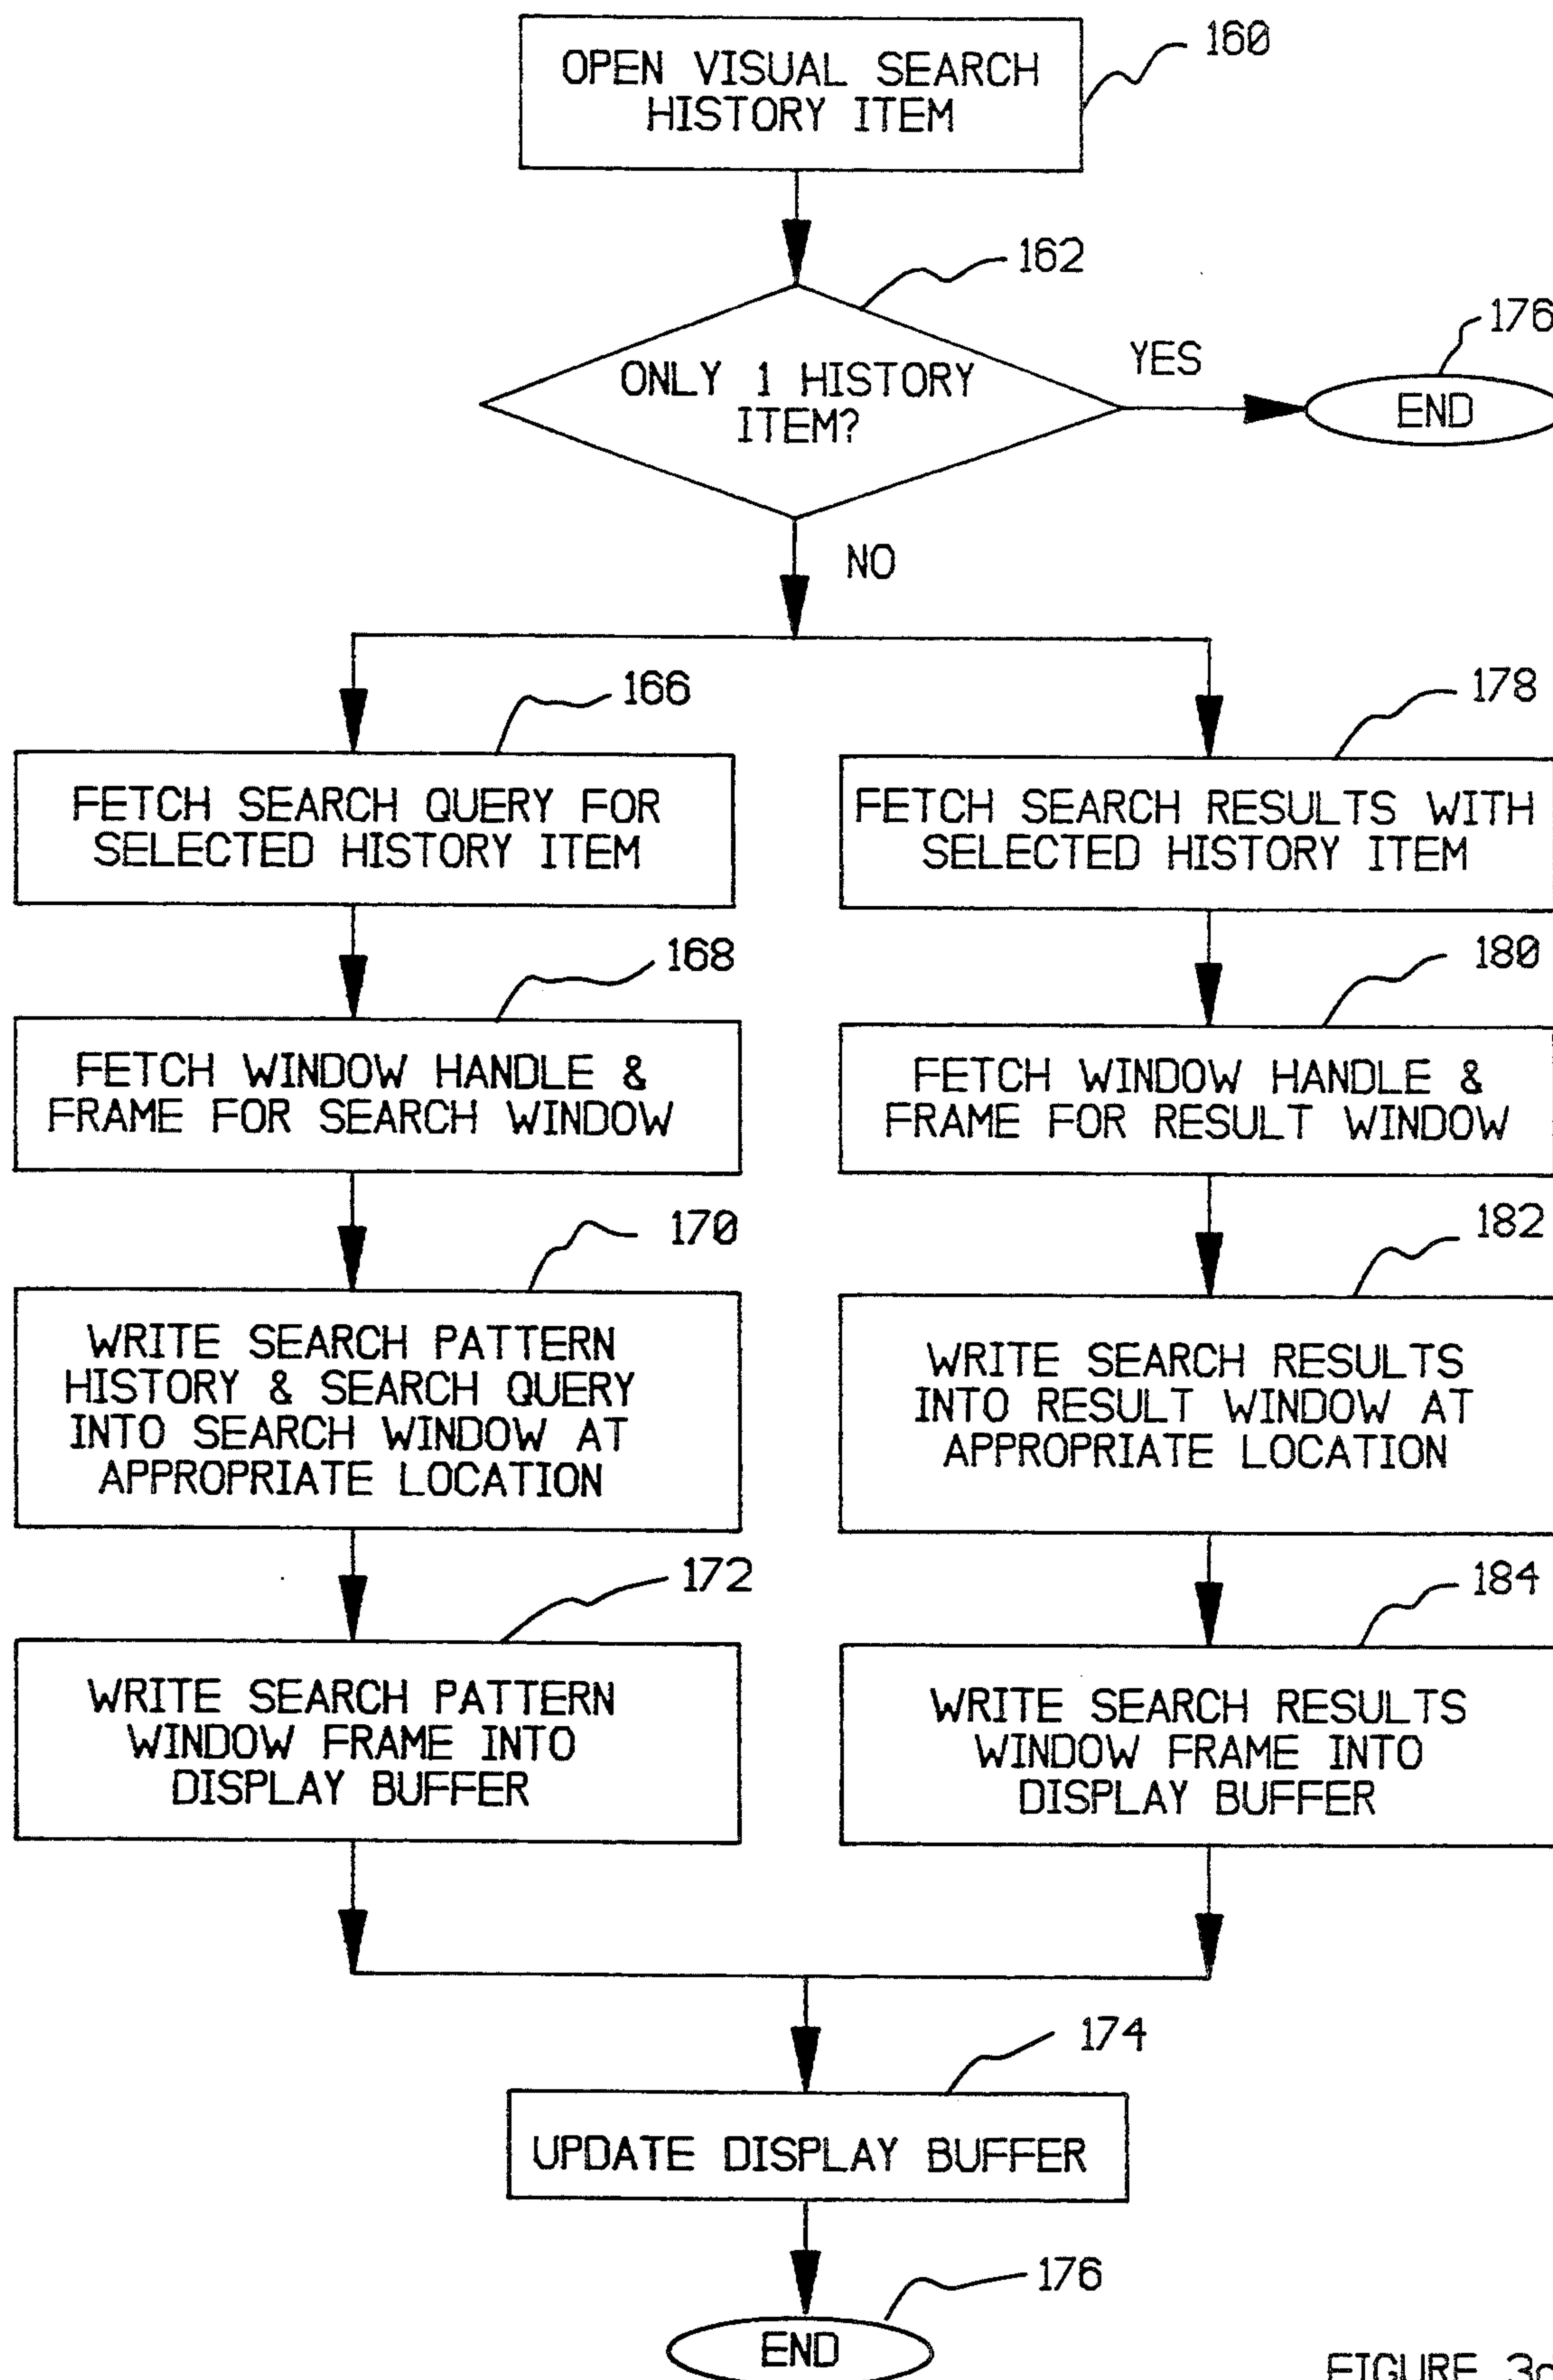 OPEN VISUAL SEARCH
HISTORY ITEM
160
162
ONLY 1 HISTORY
ITEM?
YES
176
END
NO
166
FETCH SEARCH QUERY FOR
SELECTED HISTORY ITEM
178
FETCH SEARCH RESULTS WITH
SELECTED HISTORY ITEM
168
FETCH WINDOW HANDLE &
FRAME FOR SEARCH WINDOW
180
FETCH WINDOW HANDLE &
FRAME FOR RESULT WINDOW
170
WRITE SEARCH PATTERN
HISTORY & SEARCH QUERY
INTO SEARCH WINDOW AT
APPROPRIATE LOCATION
182
WRITE SEARCH RESULTS
INTO RESULT WINDOW AT
APPROPRIATE LOCATION
172
WRITE SEARCH PATTERN
WINDOW FRAME INTO
DISPLAY BUFFER
184
WRITE SEARCH RESULTS
WINDOW FRAME INTO
DISPLAY BUFFER
174
UPDATE DISPLAY BUFFER
176
END
FIGURE